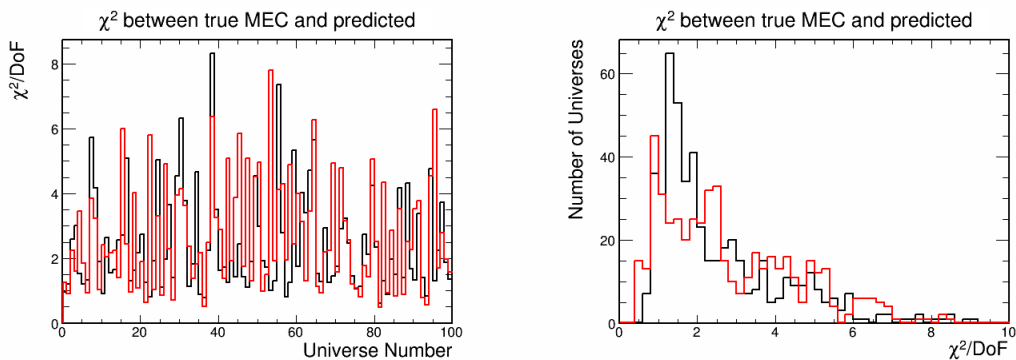 χ² between true MEC and predicted
χ²/DoF
8
6
4
2
0
0 20 40 60 80 100
Universe Number
χ² between true MEC and predicted
Number of Universes
60
40
20
0
0 2 4 6 8 10
χ²/DoF